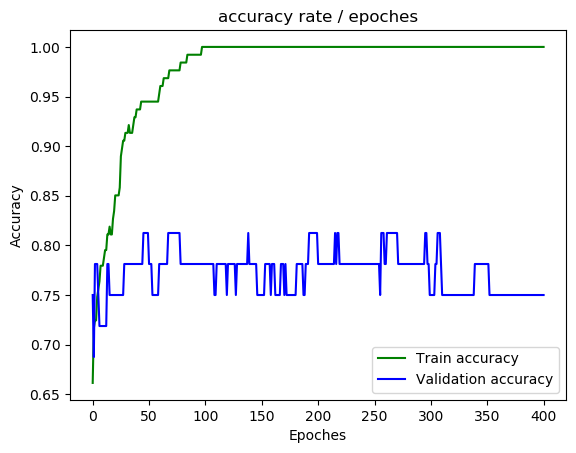 accuracy rate / epoches
Accuracy
1.00
0.95
0.90
0.85
0.80
0.75
0.70
0.65
Train accuracy
Validation accuracy
0 50 100 150 200 250 300 350 400
Epoches